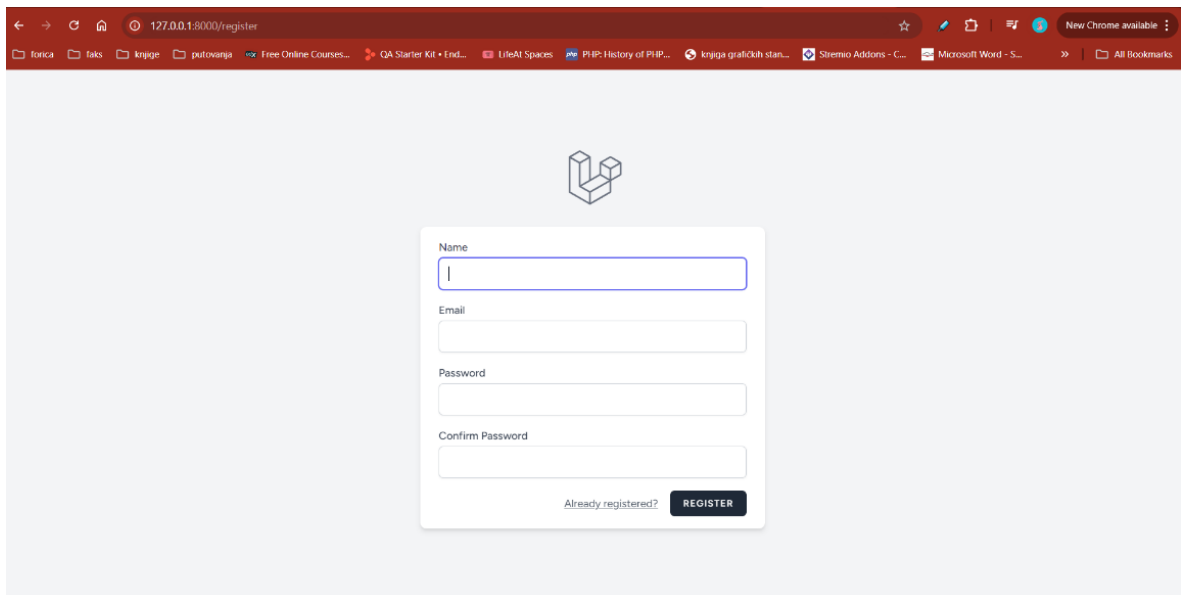 127.0.0.1:8000/register
New Chrome available
forica faks knjige putovanja Free Online Courses... QA Starter Kit • End... LifeAt Spaces PHP: History of PHP... knjiga grafičkih stan... Stremio Addons - C... Microsoft Word - S... » All Bookmarks
Name
Email
Password
Confirm Password
Already registered? REGISTER